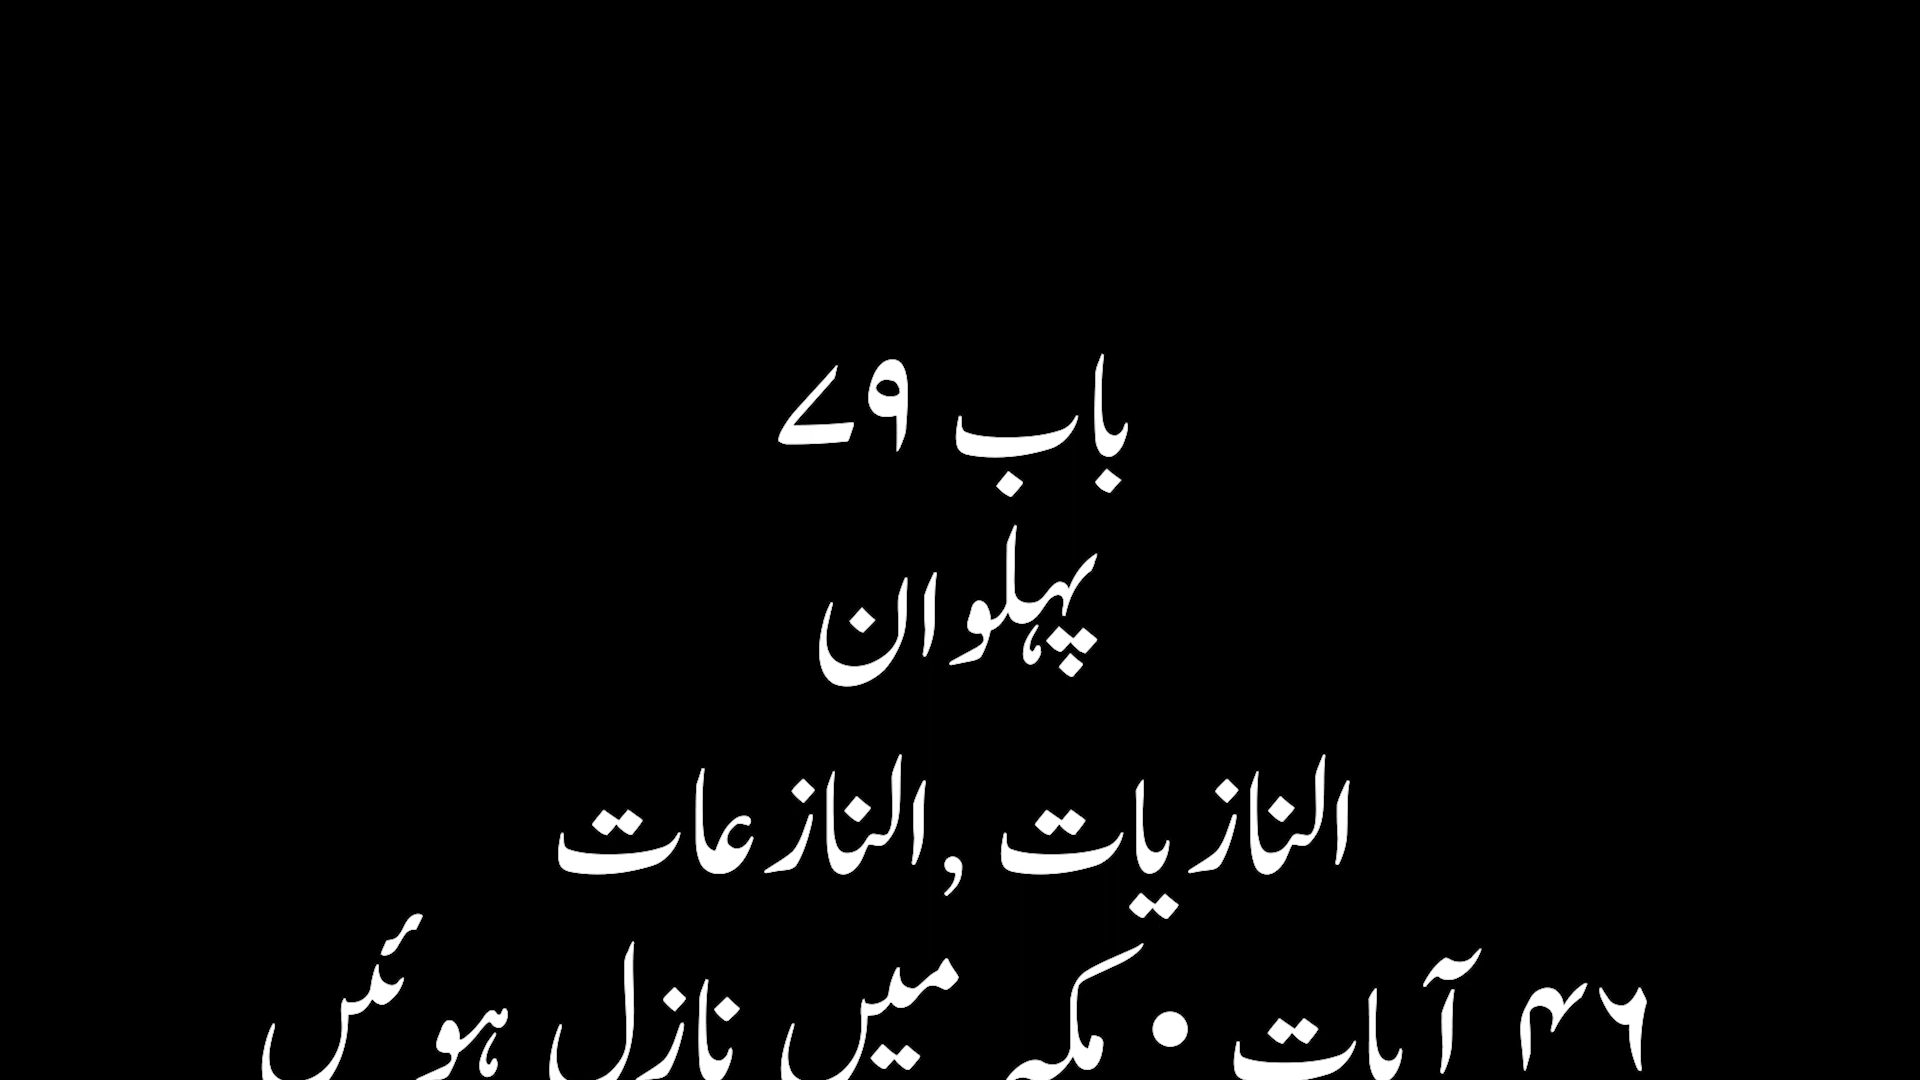 باب ۷۹
پہلوان
النازیات ,النازعات
۴۶ آیات • مکہ میں نازل ہوئیں